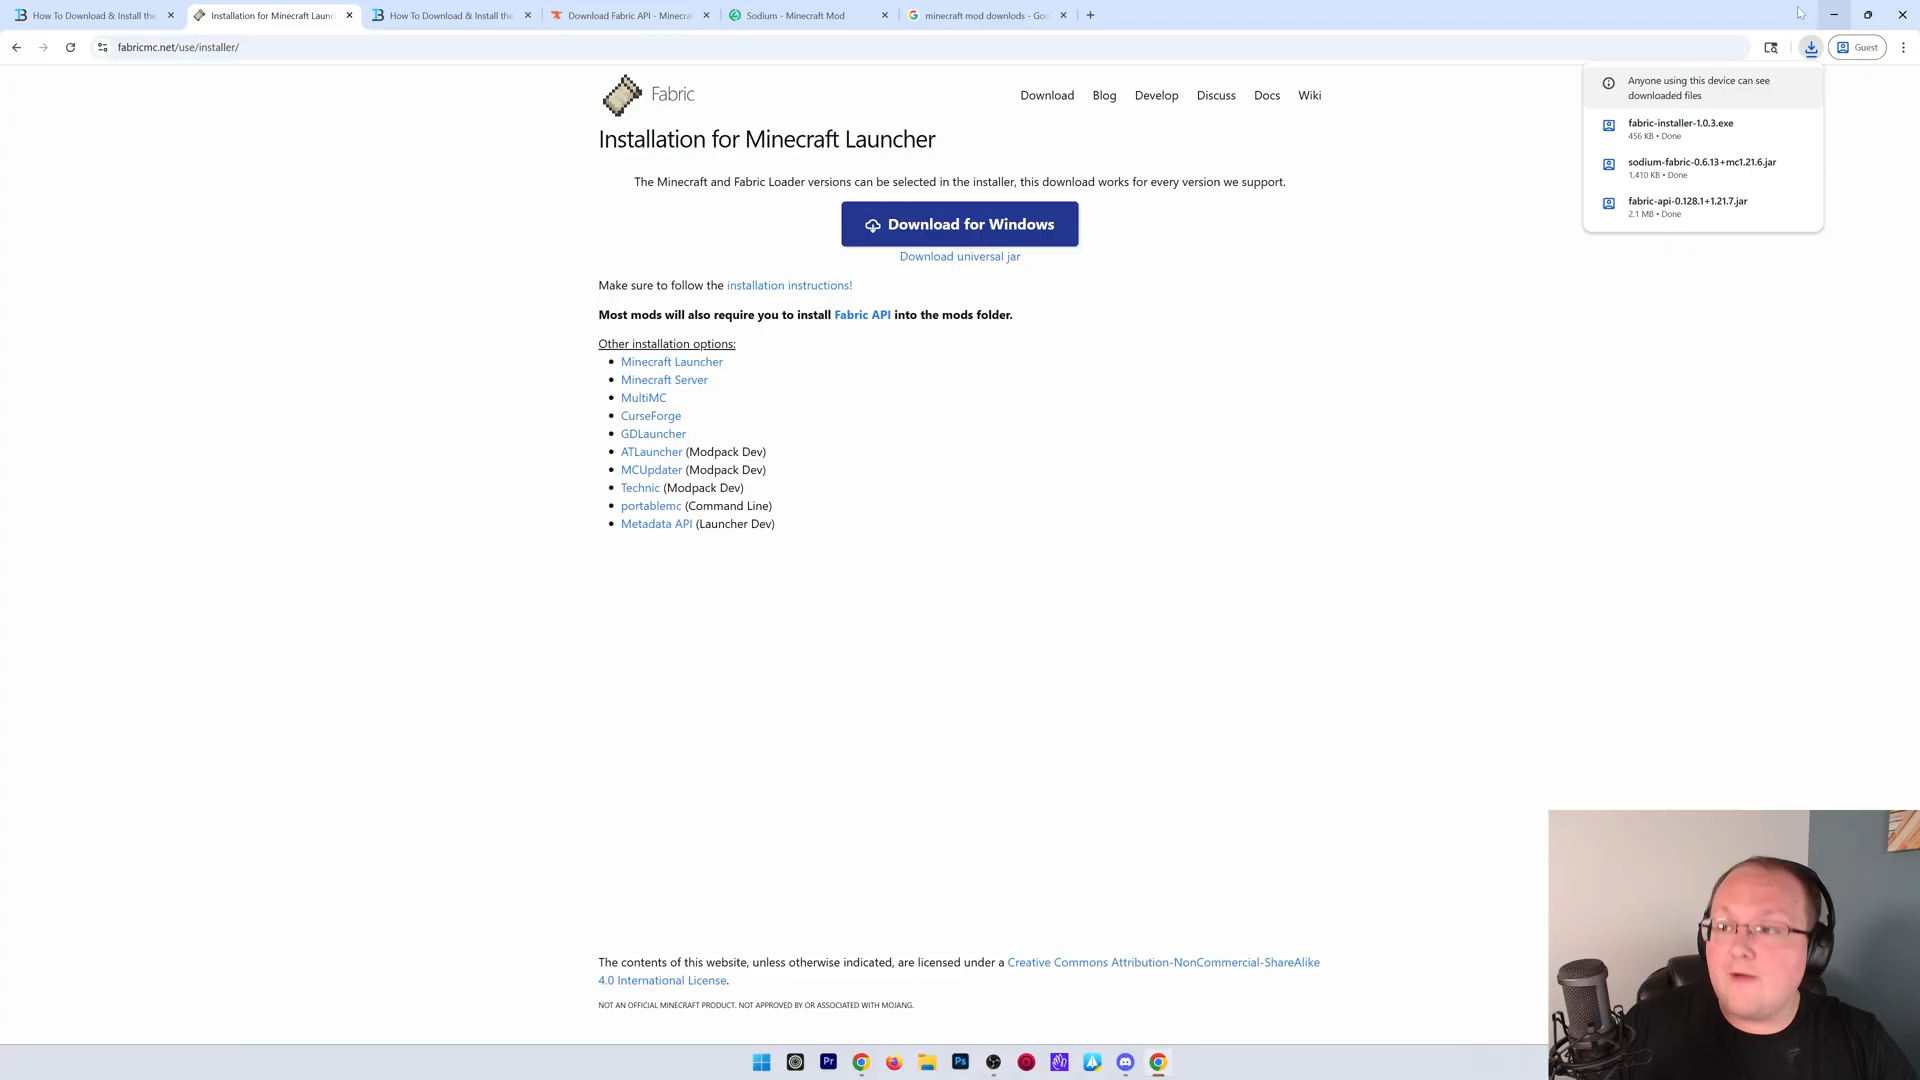 How To Download & Install the
Installation for Minecraft Launc
How To Download & Install the
Download Fabric API - Minecra
Sodium - Minecraft Mod
minecraft mod downlods - Goo
fabricmc.net/use/installer/
Guest
Anyone using this device can see
downloaded files
fabric-installer-1.0.3.exe
456 KB • Done
sodium-fabric-0.6.13+mc1.21.6.jar
1,410 KB • Done
fabric-api-0.128.1+1.21.7.jar
2.1 MB • Done
Fabric
Download
Blog
Develop
Discuss
Docs
Wiki
Installation for Minecraft Launcher
The Minecraft and Fabric Loader versions can be selected in the installer, this download works for every version we support.
Download for Windows
Download universal jar
Make sure to follow the installation instructions!
Most mods will also require you to install Fabric API into the mods folder.
Other installation options:
Minecraft Launcher
Minecraft Server
MultiMC
CurseForge
GDLauncher
ATLauncher (Modpack Dev)
MCUpdater (Modpack Dev)
Technic (Modpack Dev)
portablemc (Command Line)
Metadata API (Launcher Dev)
The contents of this website, unless otherwise indicated, are licensed under a Creative Commons Attribution-NonCommercial-ShareAlike
4.0 International License.
NOT AN OFFICIAL MINECRAFT PRODUCT. NOT APPROVED BY OR ASSOCIATED WITH MOJANG.
Pr
Ps